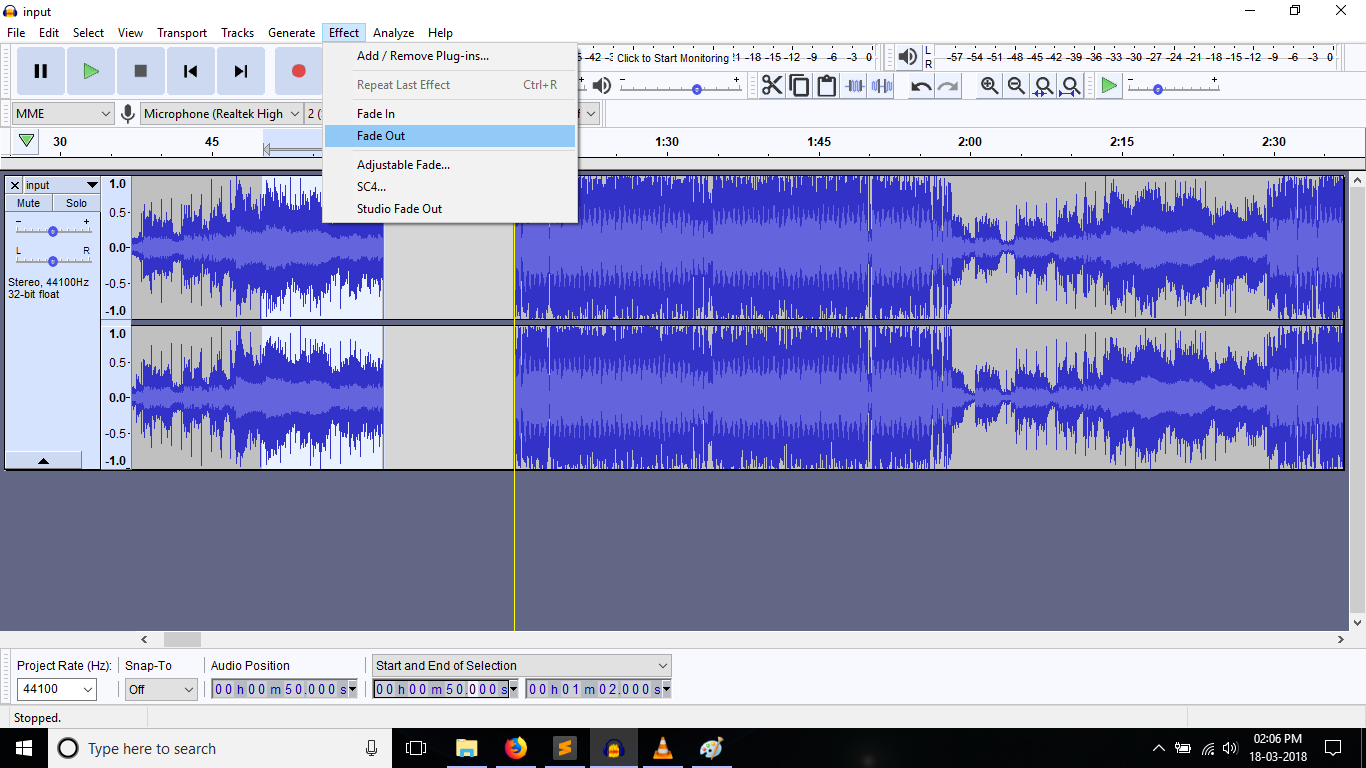 input
File Edit Select View Transport Tracks Generate Effect Analyze Help
Add / Remove Plug-ins...
Repeat Last Effect Ctrl+R
Fade In
Fade Out
Adjustable Fade...
SC4...
Studio Fade Out
-42 -3 Click to Start Monitoring !1 -18 -15 -12 -9 -6 -3 0
L
R
-57 -54 -51 -48 -45 -42 -39 -36 -33 -30 -27 -24 -21 -18 -15 -12 -9 -6 -3 0
MME Microphone (Realtek High 2 (
30 45 1:30 1:45 2:00 2:15 2:30
input
Mute Solo
- +
L R
Stereo, 44100Hz
32-bit float
1.0
0.5-
0.0-
-0.5-
-1.0
1.0
0.5-
0.0-
-0.5-
-1.0
Project Rate (Hz): Snap-To Audio Position Start and End of Selection
44100 Off 00 h 00 m 50.000 s 00 h 00 m 50.000 s 00 h 01 m 02.000 s
Stopped.
Type here to search
02:06 PM
18-03-2018